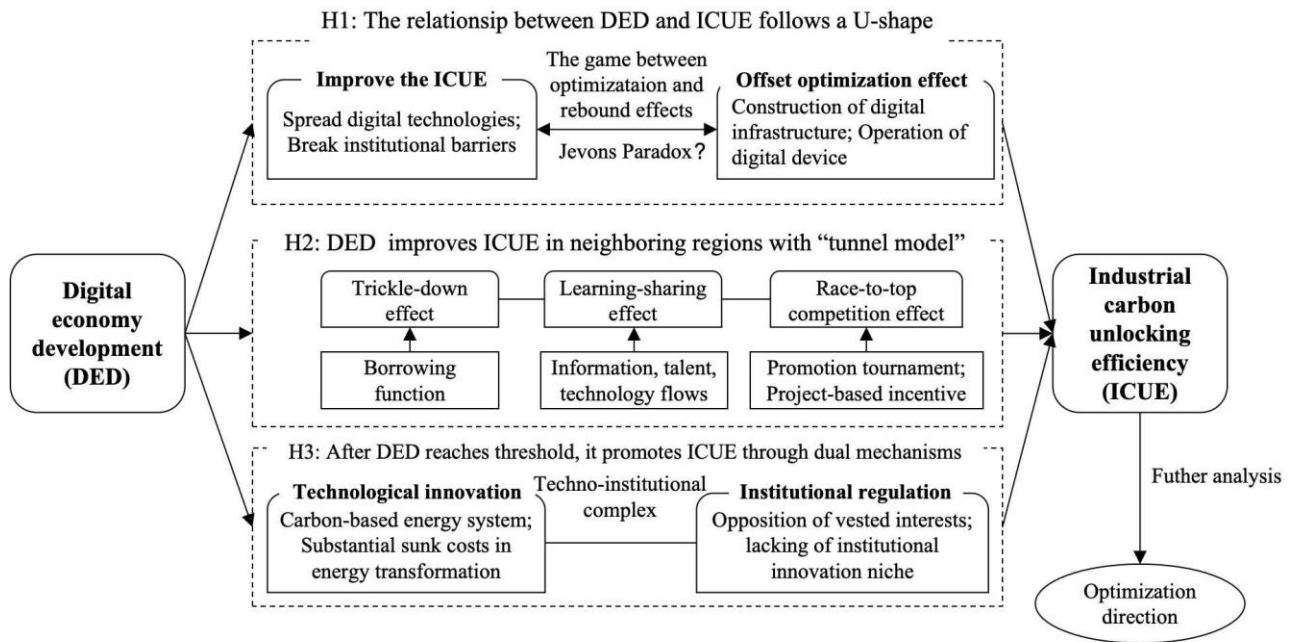 H1: The relationsip between DED and ICUE follows a U-shape
Improve the ICUE
Spread digital technologies;
Break institutional barriers
The game between
optimizataion and
rebound effects
Jevons Paradox？
Offset optimization effect
Construction of digital
infrastructure; Operation of
digital device
Digital
economy
development
(DED)
H2: DED improves ICUE in neighboring regions with “tunnel model”
Trickle-down
effect
Learning-sharing
effect
Race-to-top
competition effect
Borrowing
function
Information, talent,
technology flows
Promotion tournament;
Project-based incentive
Industrial
carbon
unlocking
efficiency
(ICUE)
H3: After DED reaches threshold, it promotes ICUE through dual mechanisms
Technological innovation
Carbon-based energy system;
Substantial sunk costs in
energy transformation
Techno-institutional
complex
Institutional regulation
Opposition of vested interests;
lacking of institutional
innovation niche
Futher analysis
Optimization
direction